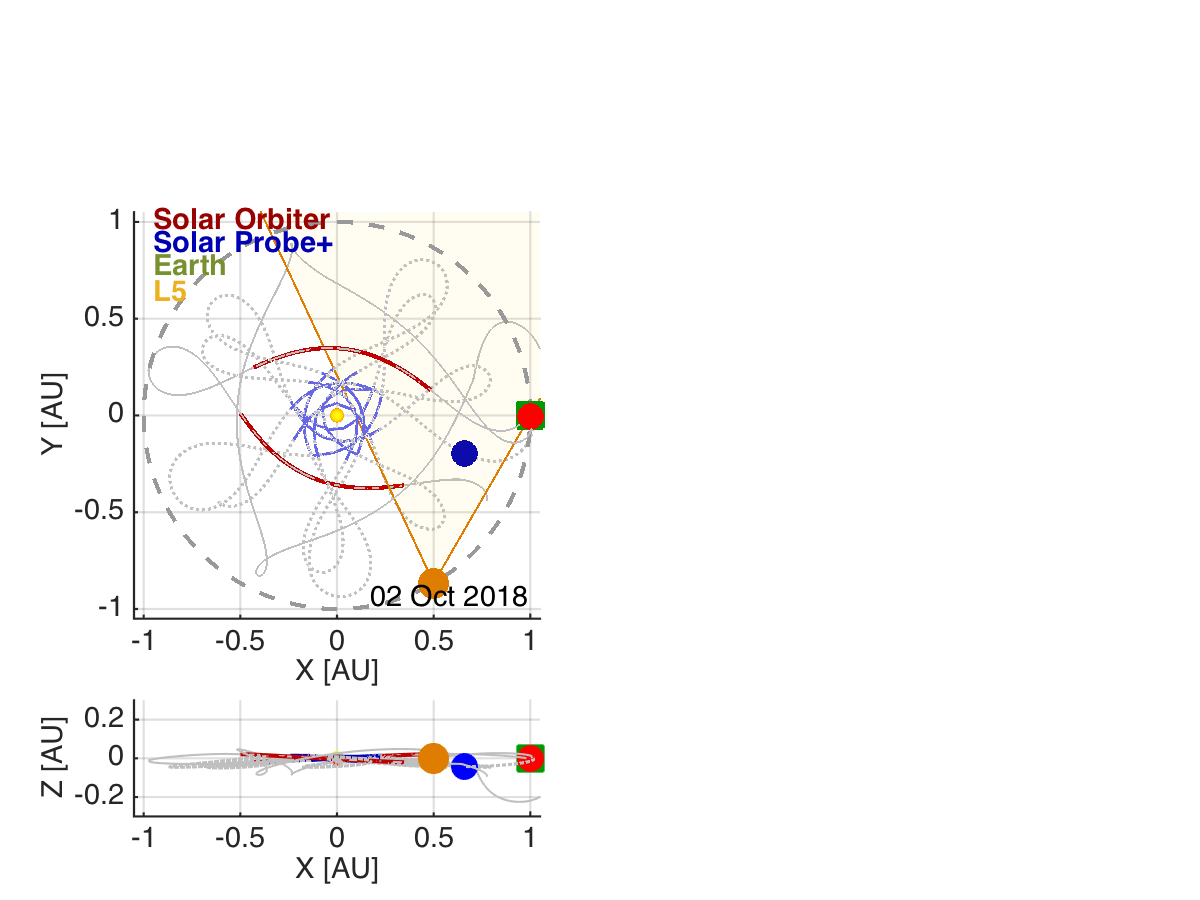 Solar Orbiter
Solar Probe+
Earth
L5
1
0.5
0
-0.5
-1
Y [AU]
02 Oct 2018
-1 -0.5 0 0.5 1
X [AU]
0.2
0
-0.2
Z [AU]
-1 -0.5 0 0.5 1
X [AU]